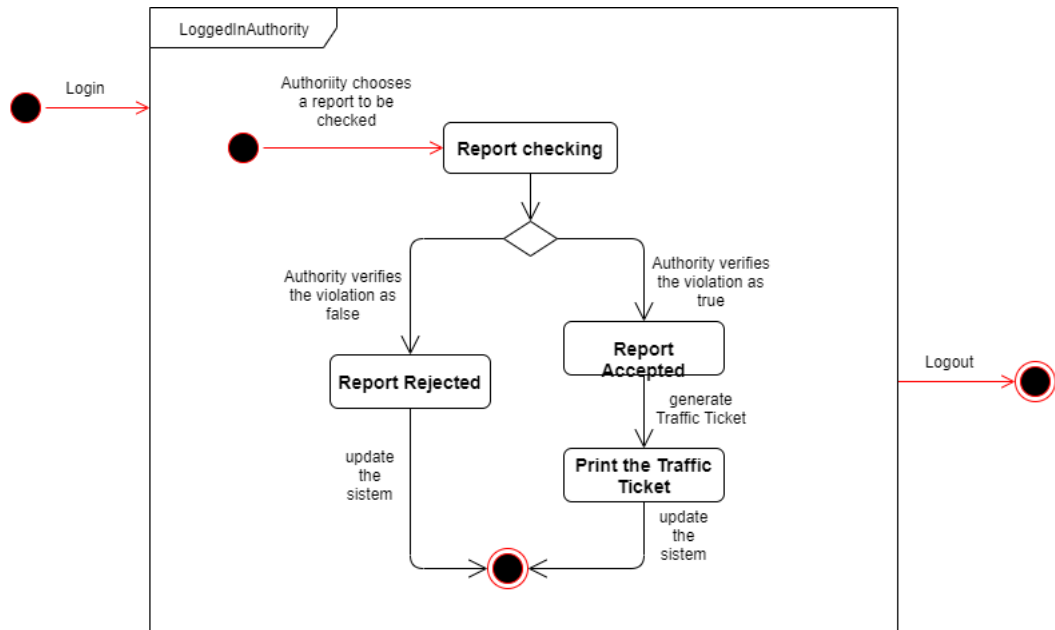 LoggedInAuthority
Login
Authoriity chooses
a report to be
checked
Report checking
Authority verifies
the violation as
false
Authority verifies
the violation as
true
Report
Accepted
Report Rejected
Logout
generate
Traffic Ticket
update
the
sistem
Print the Traffic
Ticket
update
the
sistem